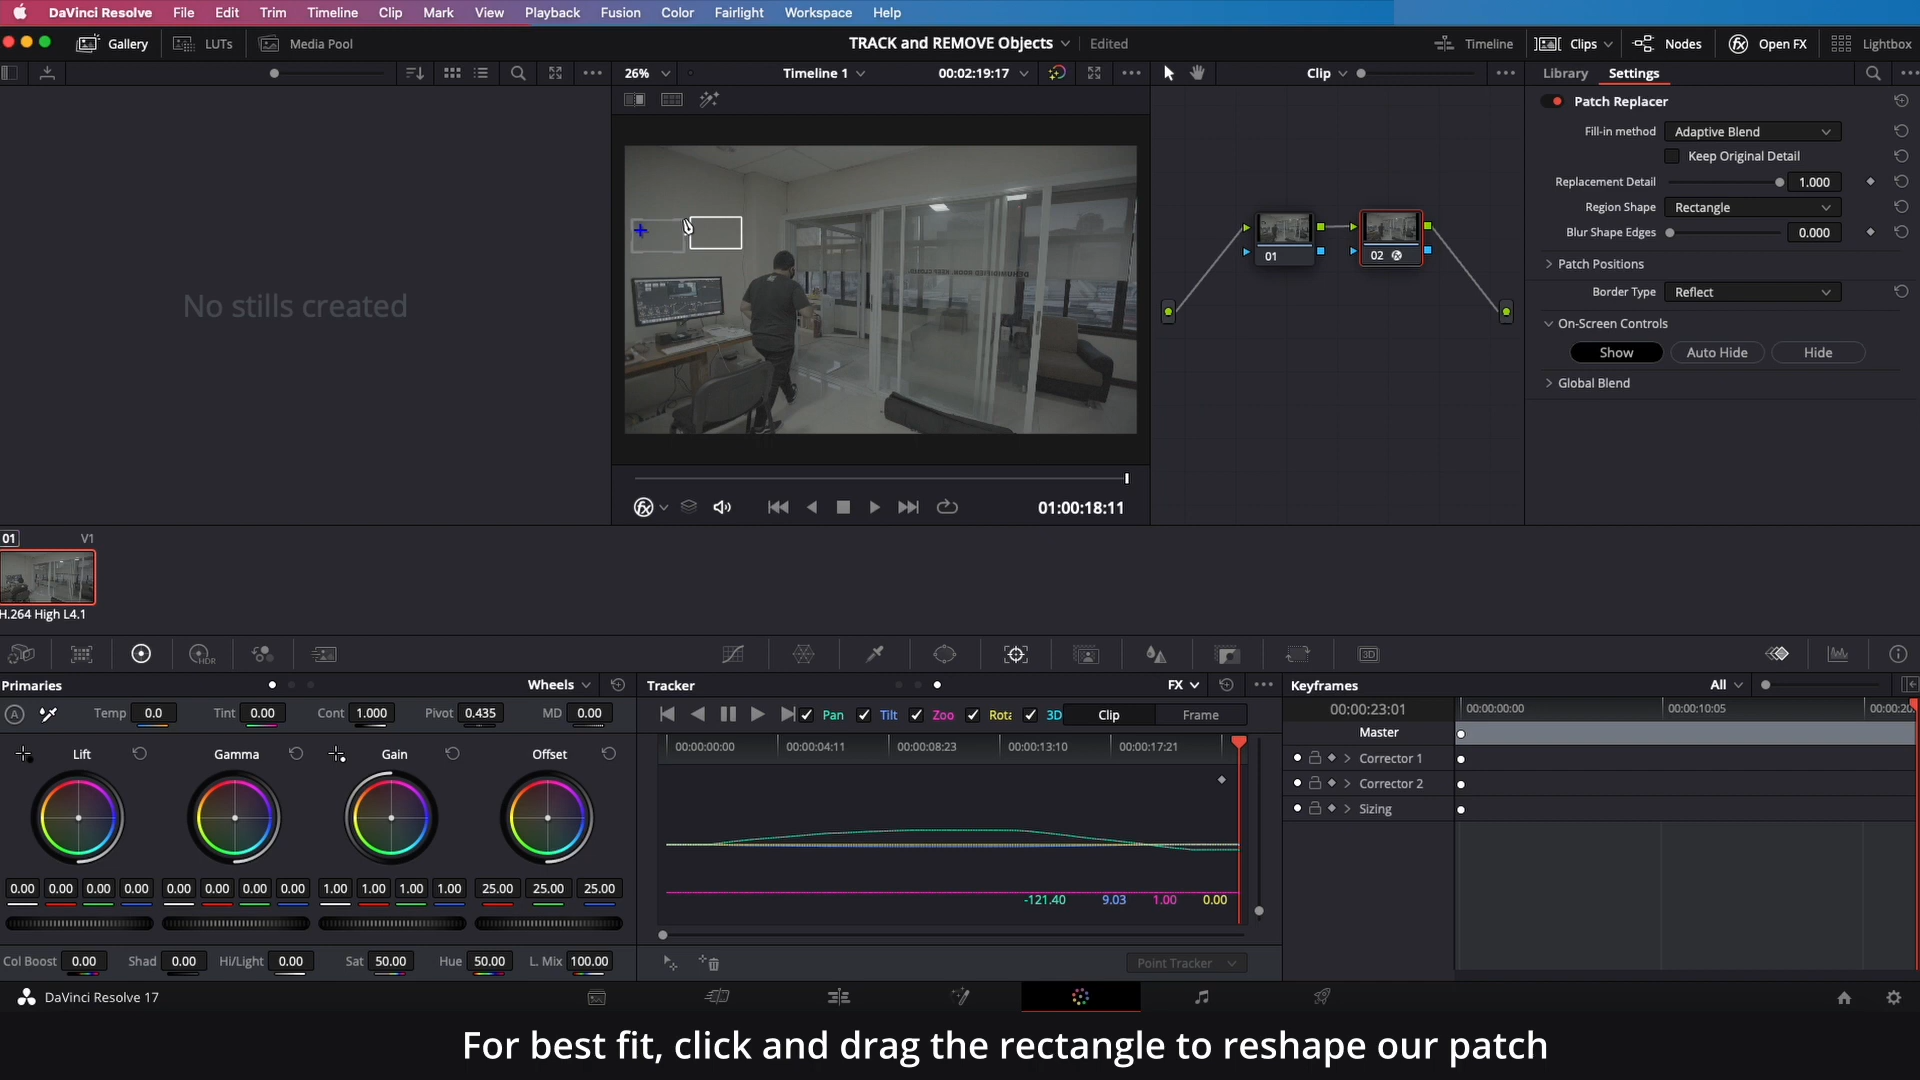 DaVinci Resolve File Edit Trim Timeline Clip Mark View Playback Fusion Color Fairlight Workspace Help
Gallery LUTs Media Pool TRACK and REMOVE Objects Edited Timeline Clips Nodes Open FX Lightbox
26% Timeline 1 00:02:19:17 Clip Library Settings
Patch Replacer
Fill-in method Adaptive Blend
Keep Original Detail
Replacement Detail 1.000
Region Shape Rectangle
Blur Shape Edges 0.000
Patch Positions
Border Type Reflect
On-Screen Controls
Show Auto Hide Hide
Global Blend
01 02
No stills created
01:00:18:11
01 V1
H.264 High L4.1
HDR 3D
Primaries Wheels Tracker FX Keyframes All
A Temp 0.0 Tint 0.00 Cont 1.000 Pivot 0.435 MD 0.00
Pan Tilt Zoo Rota 3D Clip Frame
00:00:23:01 00:00:00:00 00:00:10:05 00:00:20
Master
Corrector 1
Corrector 2
Sizing
Lift Gamma Gain Offset
00:00:00:00 00:00:04:11 00:00:08:23 00:00:13:10 00:00:17:21
0.00 0.00 0.00 0.00 0.00 0.00 0.00 0.00 1.00 1.00 1.00 1.00 25.00 25.00 25.00
-121.40 9.03 1.00 0.00
Col Boost 0.00 Shad 0.00 Hi/Light 0.00 Sat 50.00 Hue 50.00 L. Mix 100.00
Point Tracker
DaVinci Resolve 17
For best fit, click and drag the rectangle to reshape our patch